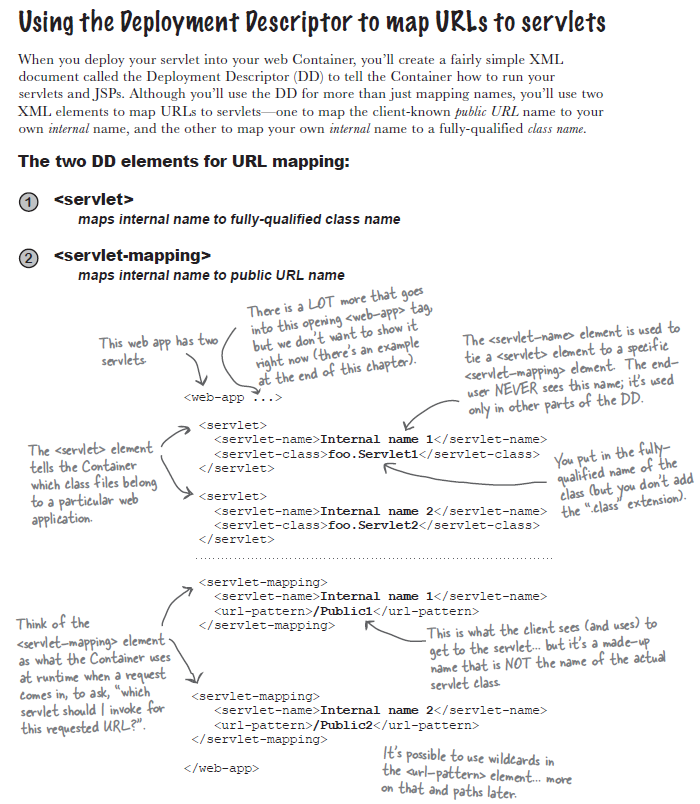 Using the Deployment Descriptor to map URLs to servlets
When you deploy your servlet into your web Container, you'll create a fairly simple XML
document called the Deployment Descriptor (DD) to tell the Container how to run your
servlets and JSPs. Although you'll use the DD for more than just mapping names, you'll use two
XML elements to map URLs to servlets—one to map the client-known public URL name to your
own internal name, and the other to map your own internal name to a fully-qualified class name.
The two DD elements for URL mapping:
1 <servlet>
maps internal name to fully-qualified class name
2 <servlet-mapping>
maps internal name to public URL name
This web app has two
servlets.
There is a LOT more that goes
into this opening <web-app> tag,
but we don't want to show it
right now (there's an example
at the end of this chapter).
The <servlet-name> element is used to
tie a <servlet> element to a specific
<servlet-mapping> element. The end-
user NEVER sees this name; it's used
only in other parts of the DD.
<web-app ...>
<servlet>
<servlet-name>Internal name 1</servlet-name>
<servlet-class>foo.Servlet1</servlet-class>
</servlet>
The <servlet> element
tells the Container
which class files belong
to a particular web
application.
You put in the fully-
qualified name of the
class (but you don't add
the ".class" extension).
<servlet>
<servlet-name>Internal name 2</servlet-name>
<servlet-class>foo.Servlet2</servlet-class>
</servlet>
<servlet-mapping>
<servlet-name>Internal name 1</servlet-name>
<url-pattern>/Public1</url-pattern>
</servlet-mapping>
Think of the
<servlet-mapping> element
as what the Container uses
at runtime when a request
comes in, to ask, "which
servlet should I invoke for
this requested URL?".
This is what the client sees (and uses) to
get to the servlet... but it's a made-up
name that is NOT the name of the actual
servlet class.
<servlet-mapping>
<servlet-name>Internal name 2</servlet-name>
<url-pattern>/Public2</url-pattern>
</servlet-mapping>
</web-app>
It's possible to use wildcards in
the <url-pattern> element... more
on that and paths later.